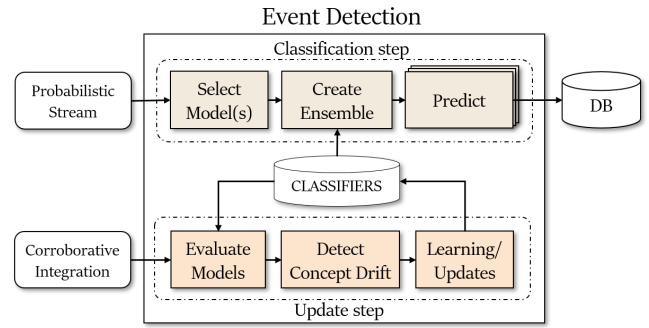 Event Detection
Classification step
Probabilistic
Stream
Select
Model(s)
Create
Ensemble
Predict
DB
CLASSIFIERS
Corroborative
Integration
Evaluate
Models
Detect
Concept Drift
Learning/
Updates
Update step